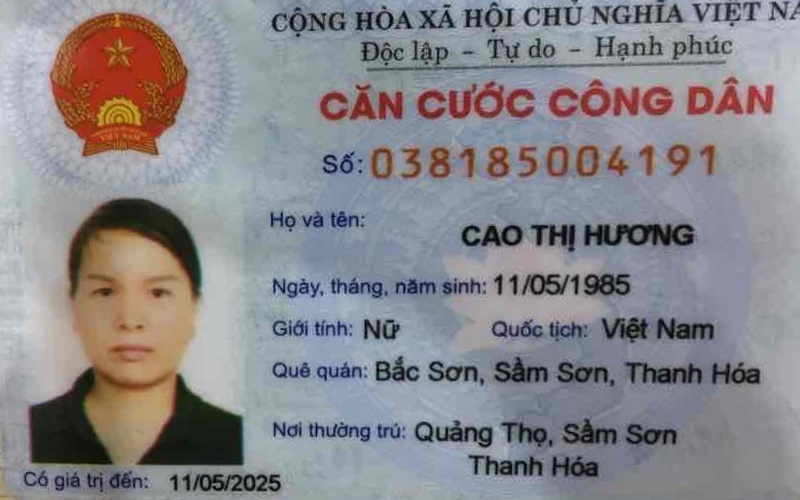 CỘNG HÒA XÃ HỘI CHỦ NGHĨA VIỆT NA
Độc lập - Tự do - Hạnh phúc
CĂN CƯỚC CÔNG DÂN
Số: 038185004191
Họ và tên:
CAO THỊ HƯƠNG
Ngày, tháng, năm sinh: 11/05/1985
Giới tính: Nữ Quốc tịch: Việt Nam
Quê quán: Bắc Sơn, Sầm Sơn, Thanh Hóa
Nơi thường trú: Quảng Thọ, Sầm Sơn
Thanh Hóa
Có giá trị đến: 11/05/2025
VIỆT NAM